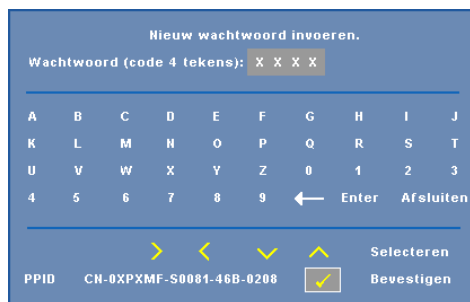 Nieuw wachtwoord invoeren.
Wachtwoord (code 4 tekens): X X X X
A B C D E F G H I J
K L M N O P Q R S T
U V W X Y Z 0 1 2 3
4 5 6 7 8 9 Enter Afsluiten
Selecteren
PPID CN-0XPXMF-S0081-46B-0208 Bevestigen